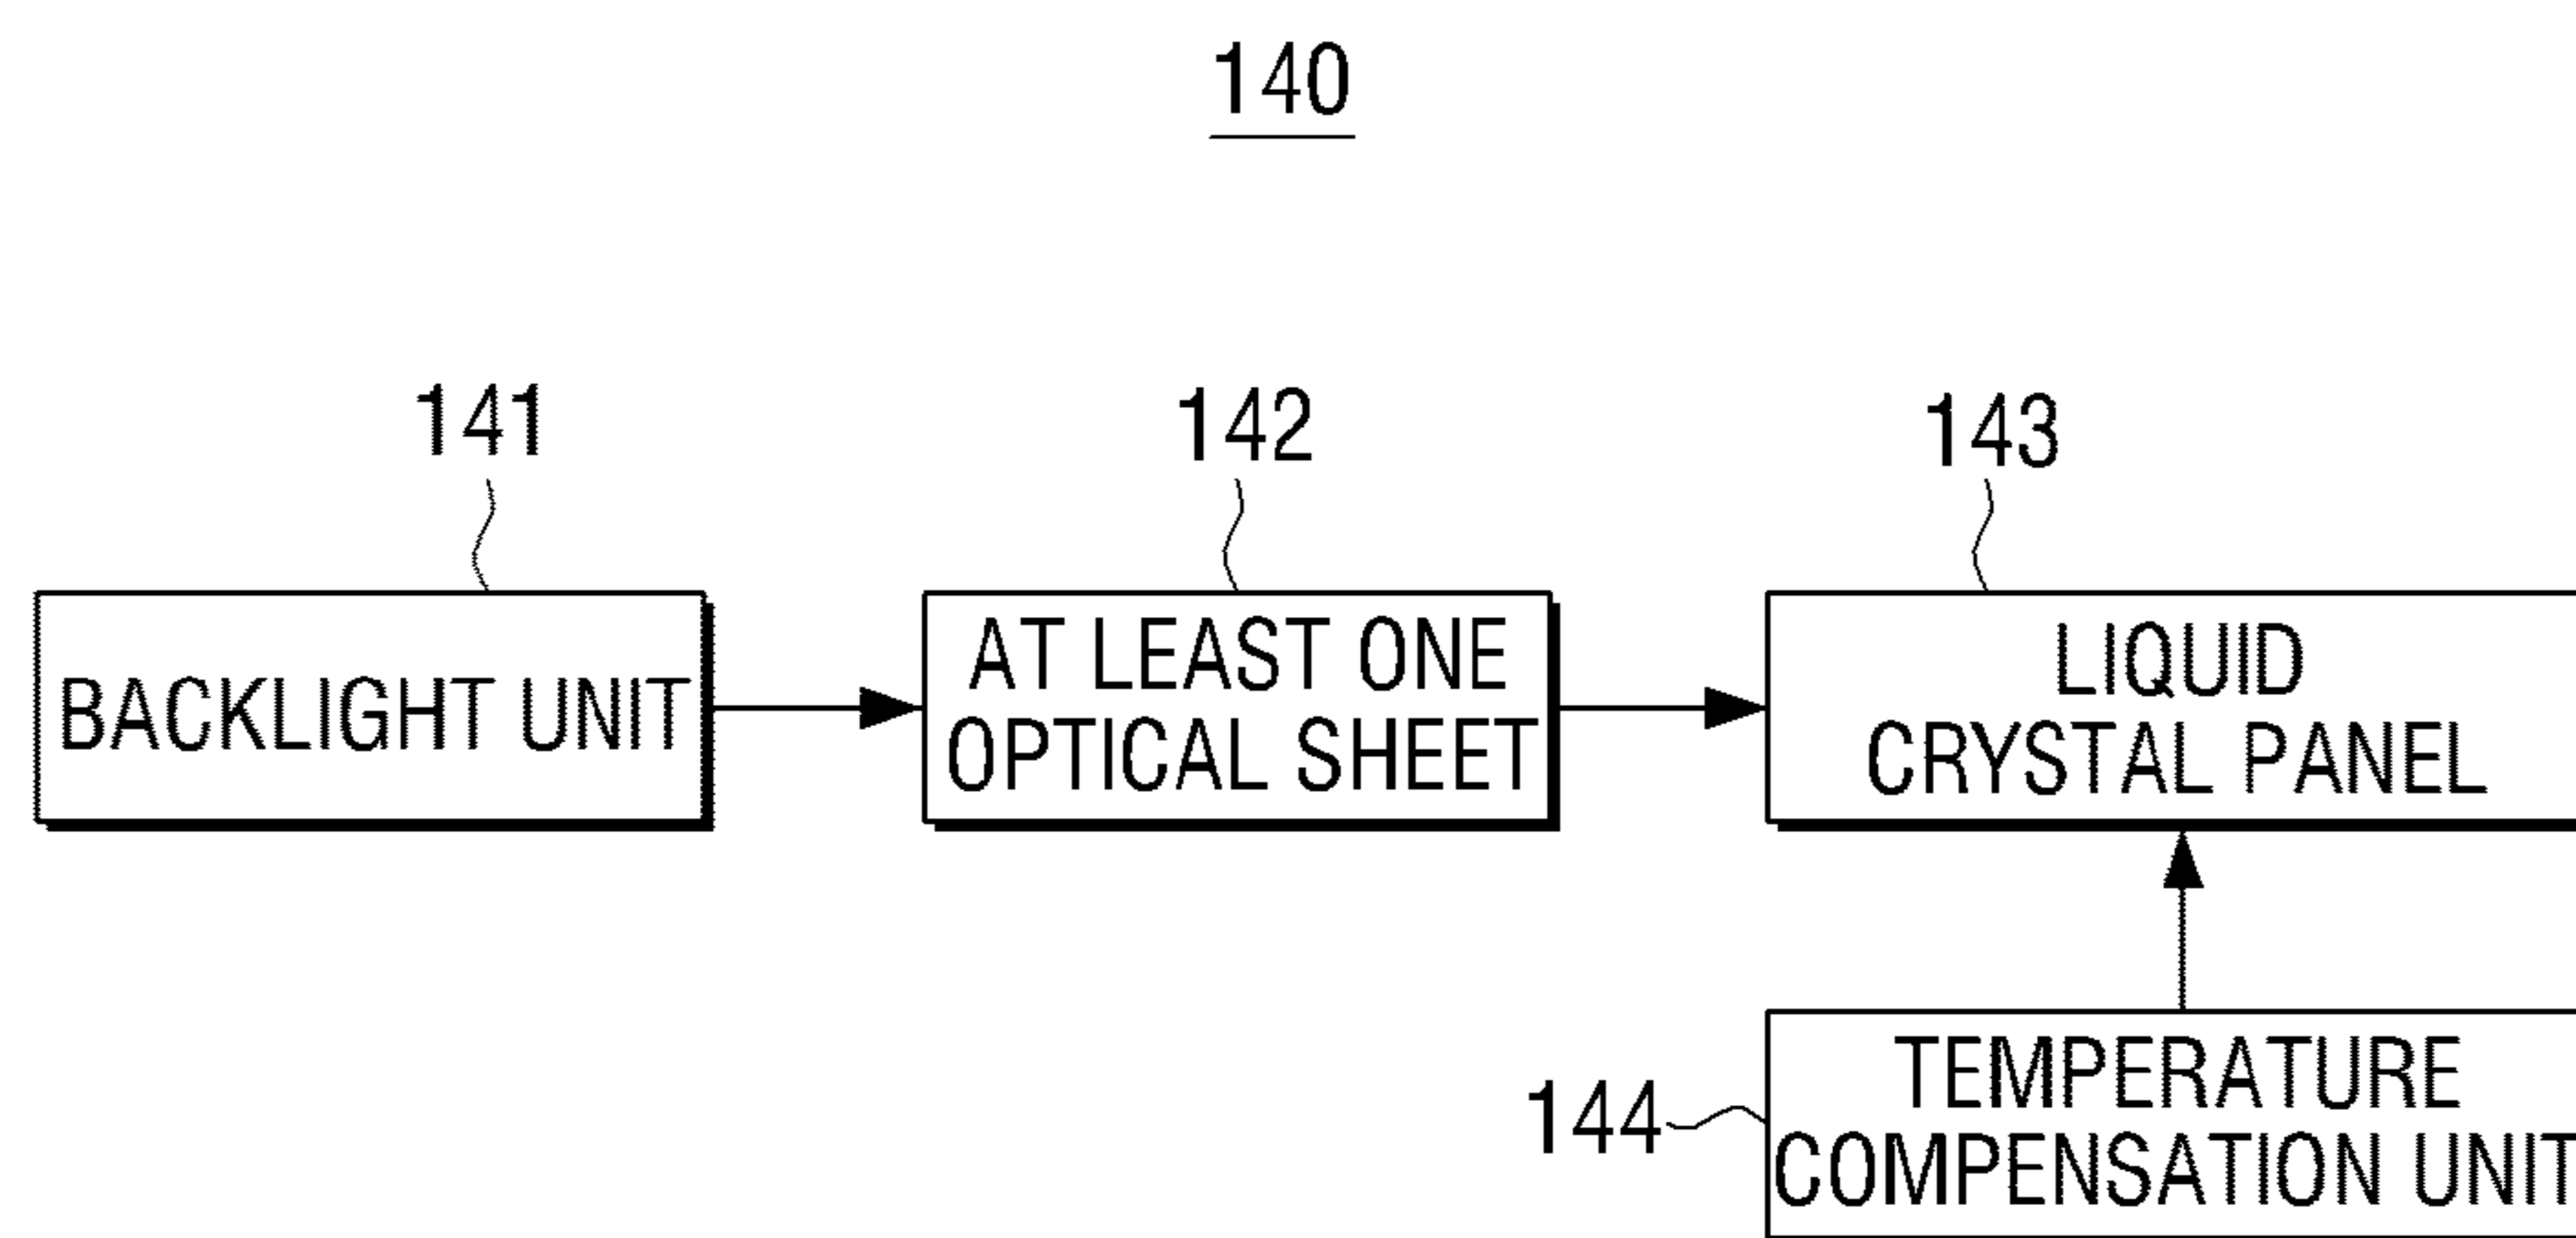 140
141
142
143
BACKLIGHT UNIT
AT LEAST ONE
OPTICAL SHEET
LIQUID
CRYSTAL PANEL
144
TEMPERATURE
COMPENSATION UNIT